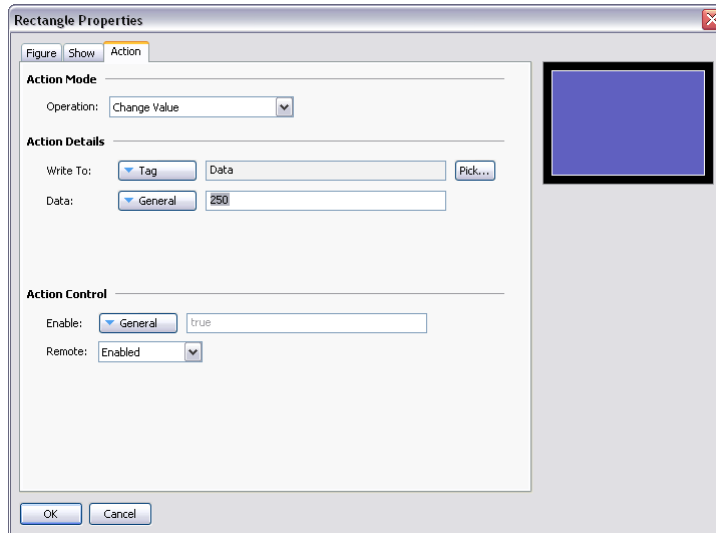 Rectangle Properties
Figure Show Action
Action Mode
Operation: Change Value
Action Details
Write To: Tag Data Pick...
Data: General 250
Action Control
Enable: General true
Remote: Enabled
OK Cancel